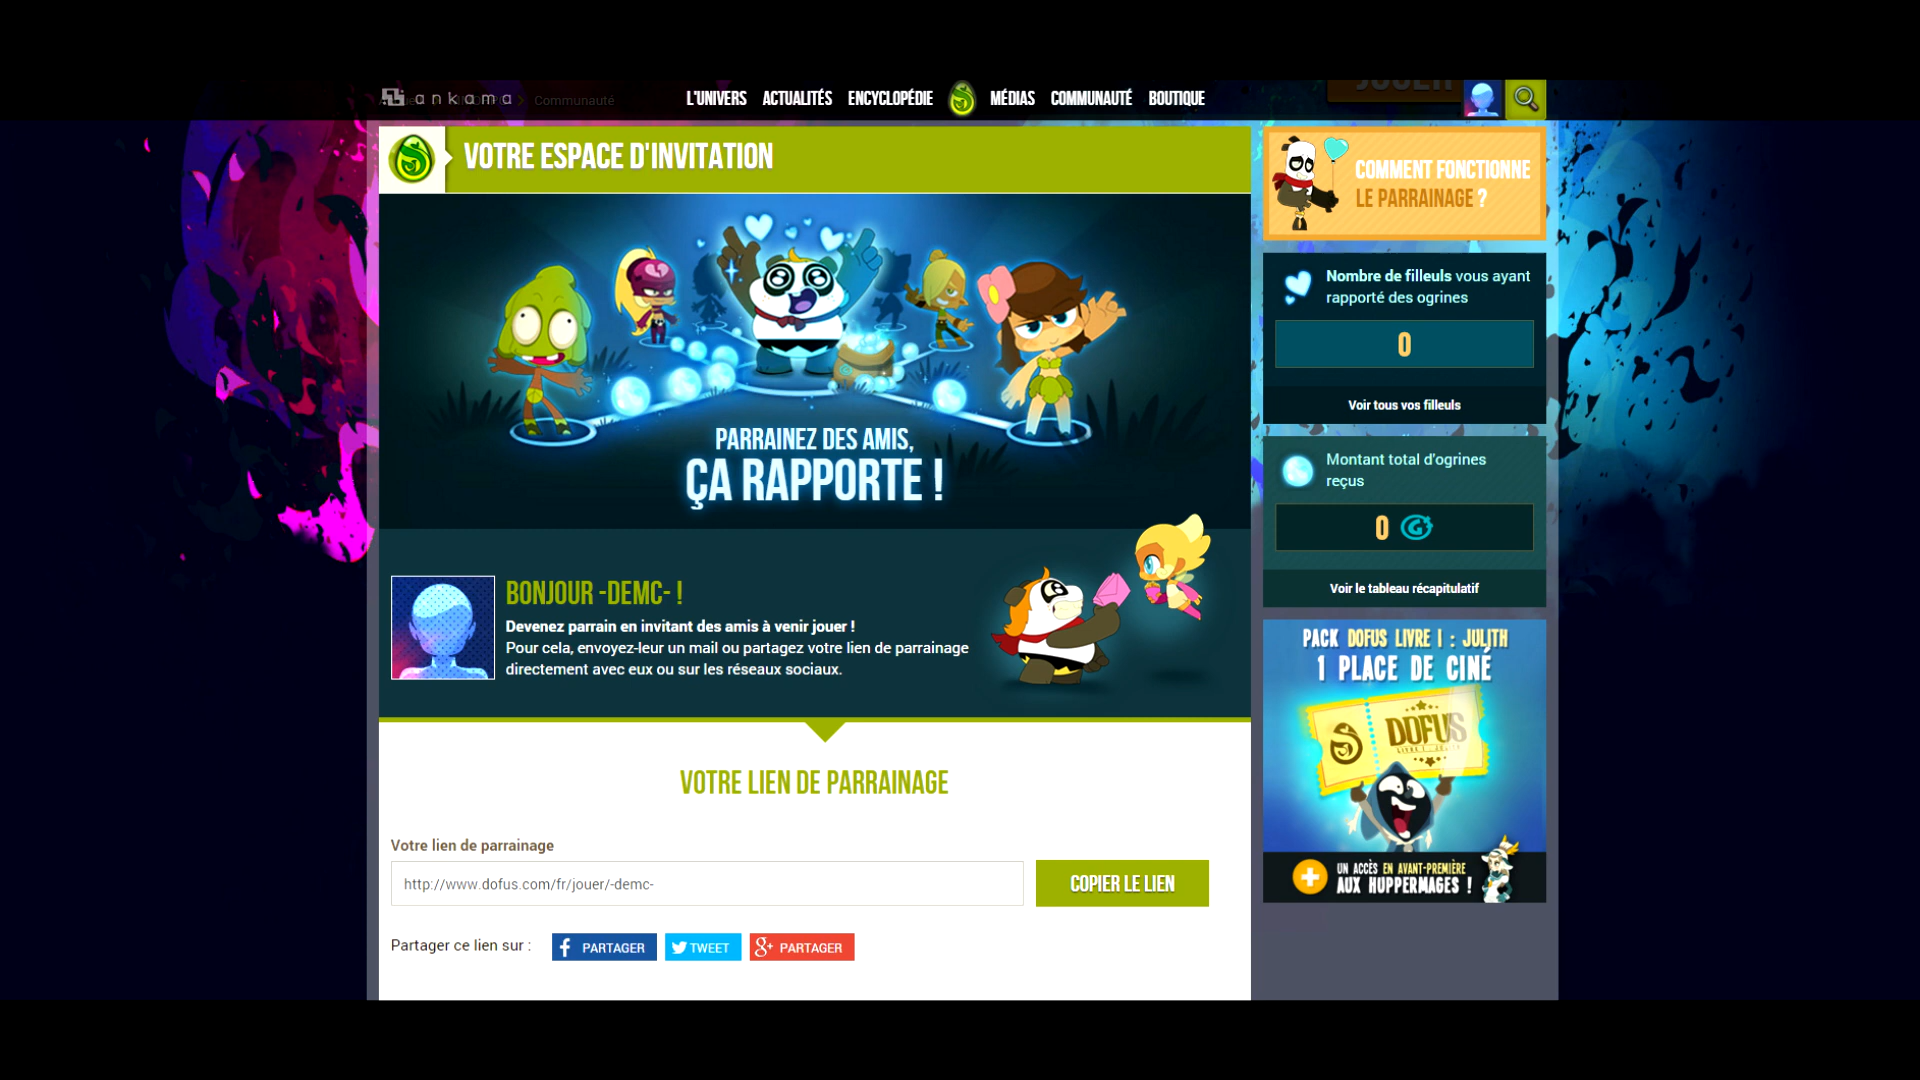 ankama
Communauté
L'UNIVERS ACTUALITÉS ENCYCLOPÉDIE MÉDIAS COMMUNAUTÉ BOUTIQUE
JOUER
VOTRE ESPACE D'INVITATION
PARRAINEZ DES AMIS,
ÇA RAPPORTE !
BONJOUR -DEMC- !
Devenez parrain en invitant des amis à venir jouer !
Pour cela, envoyez-leur un mail ou partagez votre lien de parrainage
directement avec eux ou sur les réseaux sociaux.
VOTRE LIEN DE PARRAINAGE
Votre lien de parrainage
http://www.dofus.com/fr/jouer/-demc-
COPIER LE LIEN
Partager ce lien sur :
PARTAGER
TWEET
PARTAGER
COMMENT FONCTIONNE
LE PARRAINAGE ?
Nombre de filleuls vous ayant
rapporté des ogrines
0
Voir tous vos filleuls
Montant total d'ogrines
reçus
0
Voir le tableau récapitulatif
PACK DOFUS LIVRE I : JULITH
1 PLACE DE CINÉ
DOFUS
LIVRE I : JULITH
UN ACCÈS EN AVANT-PREMIÈRE
AUX HUPPERMAGES !